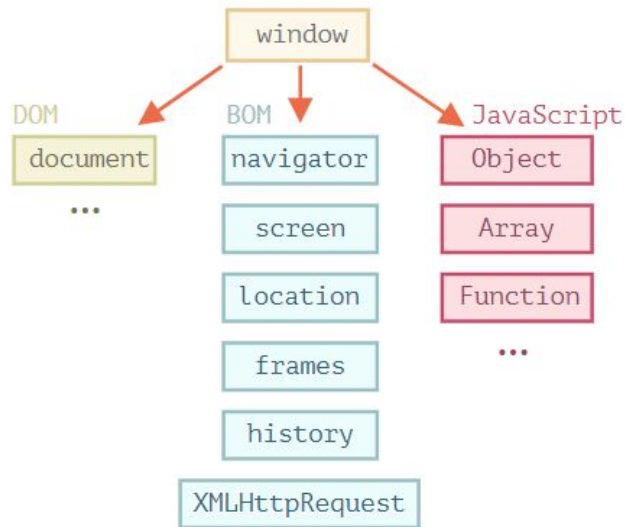 window
DOM
BOM
JavaScript
document
navigator
Object
...
screen
Array
location
Function
frames
...
history
XMLHttpRequest